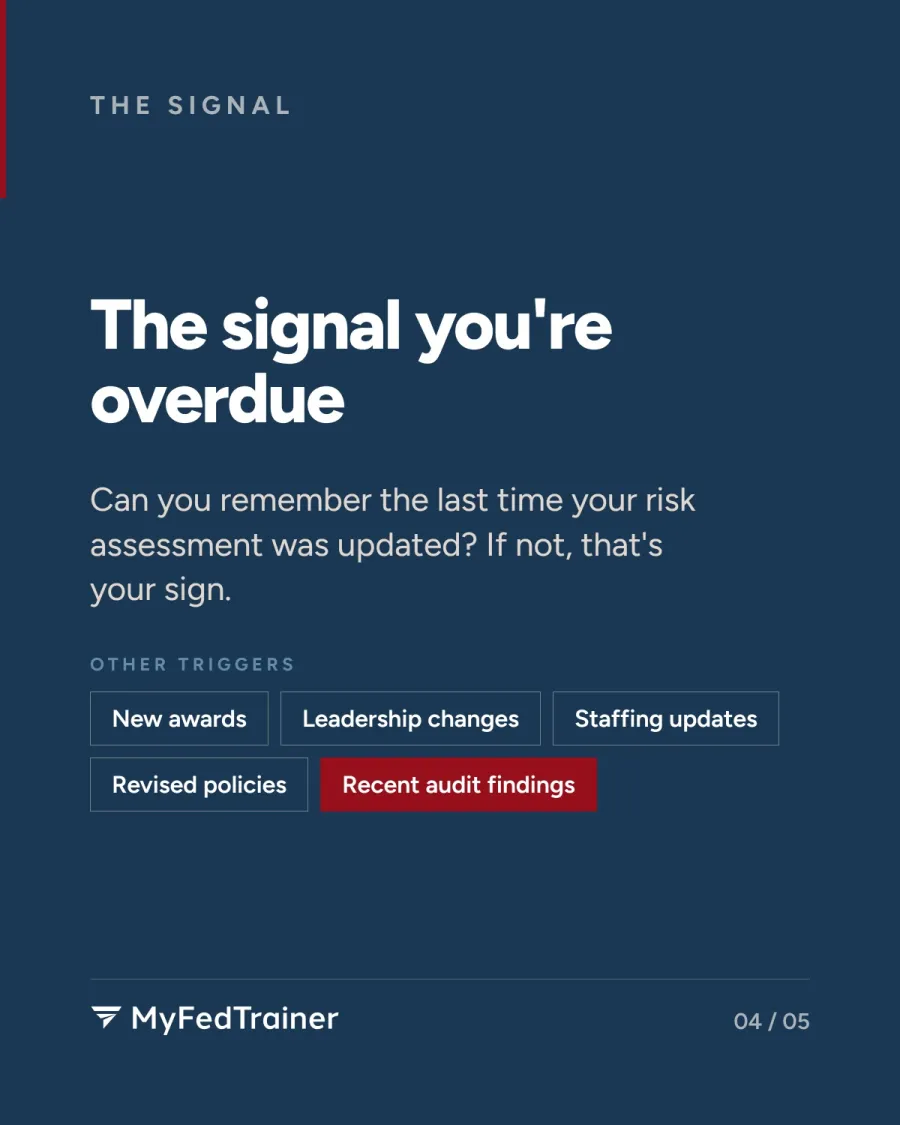 THE SIGNAL
The signal you're
overdue
Can you remember the last time your risk
assessment was updated? If not, that's
your sign.
OTHER TRIGGERS
New awards
Leadership changes
Staffing updates
Revised policies
Recent audit findings
MyFedTrainer
04 / 05